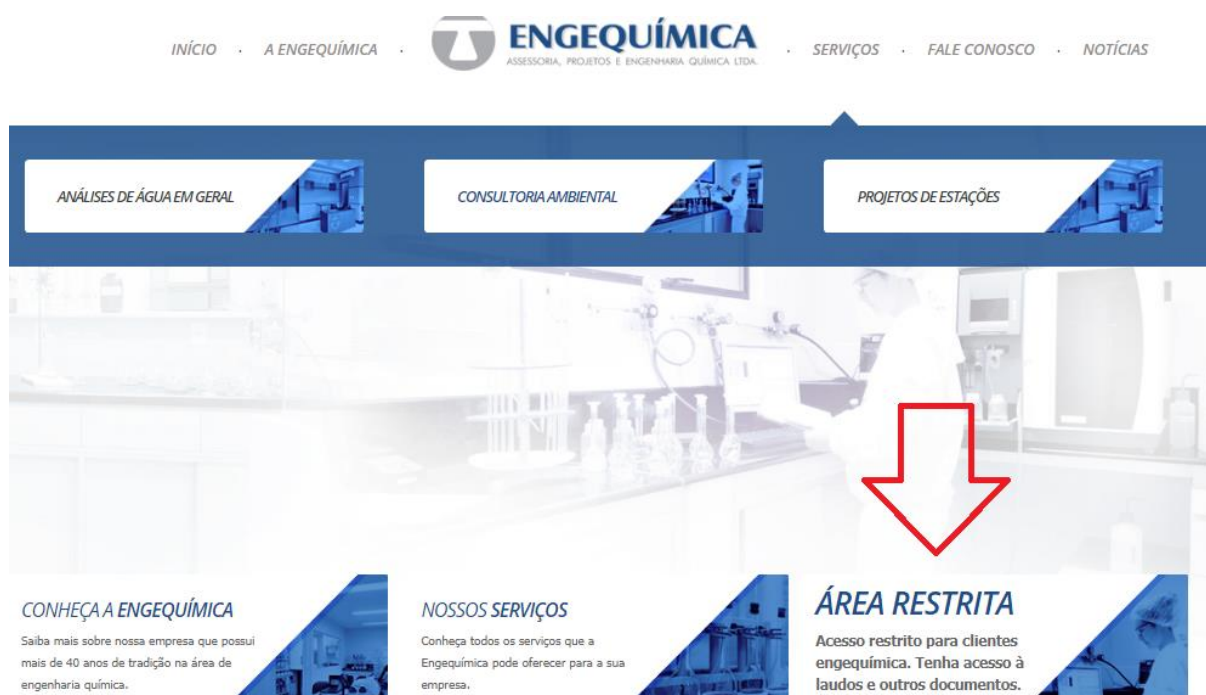 INÍCIO · A ENGEQUÍMICA · ENGEQUÍMICA · SERVIÇOS · FALE CONOSCO · NOTÍCIAS
ASSESSORIA, PROJETOS E ENGENHARIA QUÍMICA LTDA.
ANÁLISES DE ÁGUA EM GERAL
CONSULTORIA AMBIENTAL
PROJETOS DE ESTAÇÕES
CONHEÇA A ENGEQUÍMICA
Saiba mais sobre nossa empresa que possui
mais de 40 anos de tradição na área de
engenharia química.
NOSSOS SERVIÇOS
Conheça todos os serviços que a
Engequímica pode oferecer para a sua
empresa.
ÁREA RESTRITA
Acesso restrito para clientes
engequímica. Tenha acesso à
laudos e outros documentos.